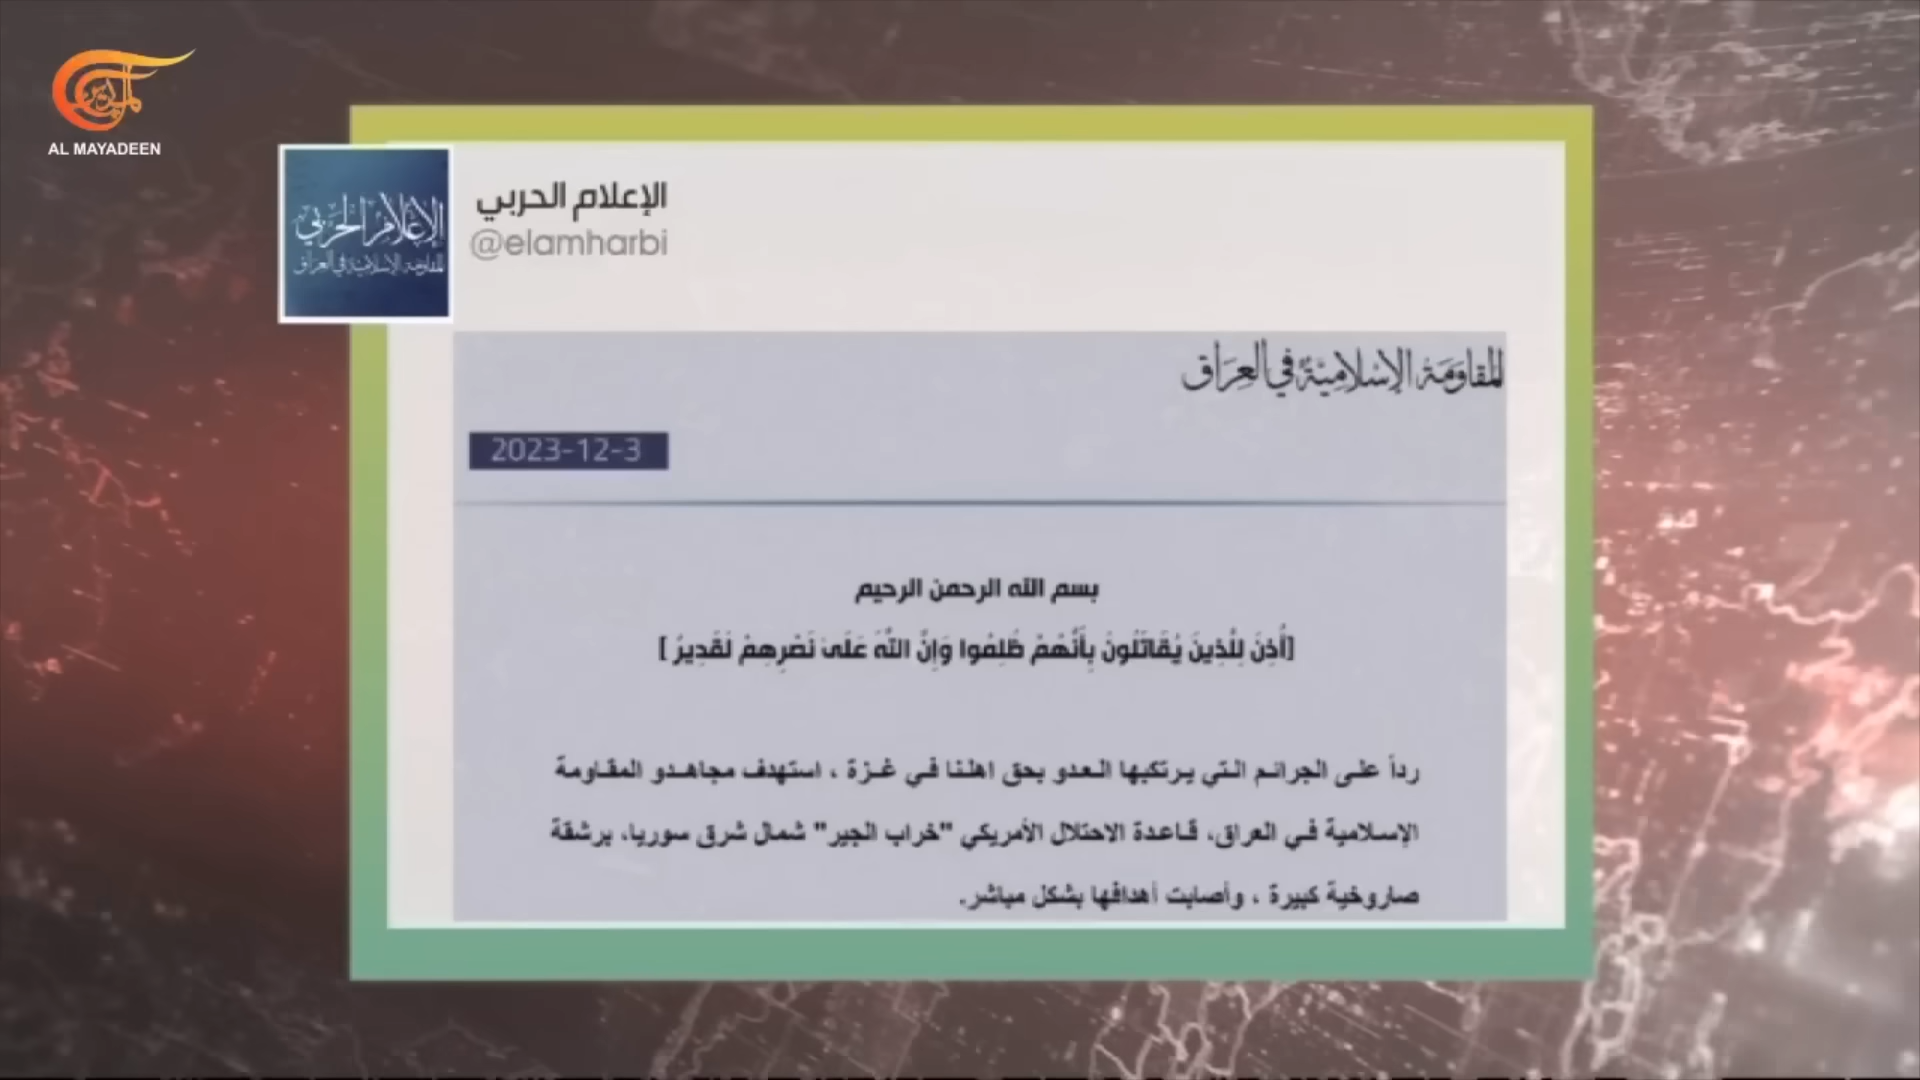 الميادين
AL MAYADEEN
الإعلام الحربي
المقاومة الإسلامية في العراق
الإعلام الحربي
@elamharbi
المقاومة الإسلامية في العراق
2023-12-3
بسم الله الرحمن الرحيم
[أُذِنَ لِلَّذِينَ يُقَاتَلُونَ بِأَنَّهُمْ ظُلِمُوا وَإِنَّ اللَّهَ عَلَىٰ نَصْرِهِمْ لَقَدِيرٌ ]
رداً على الجرائم التي يرتكبها العدو بحق اهلنا في غزة ، استهدف مجاهدو المقاومة
الإسلامية في العراق، قاعدة الاحتلال الأمريكي "خراب الجير" شمال شرق سوريا، برشقة
صاروخية كبيرة ، وأصابت أهدافها بشكل مباشر.